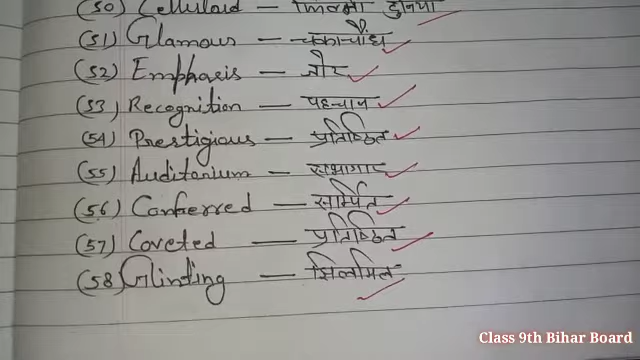 (50) Celluloid — फिल्मी दुनिया
(51) Glamous — चकाचौंध
(52) Emphasis — जोर
(53) Recognition — पहचान
(54) Prestigious — प्रतिष्ठित
(55) Auditorium — सभागार
(56) Conferred — समर्पित
(57) Coveted — प्रतिष्ठित
(58) Glinting — झिलमिल
Class 9th Bihar Board